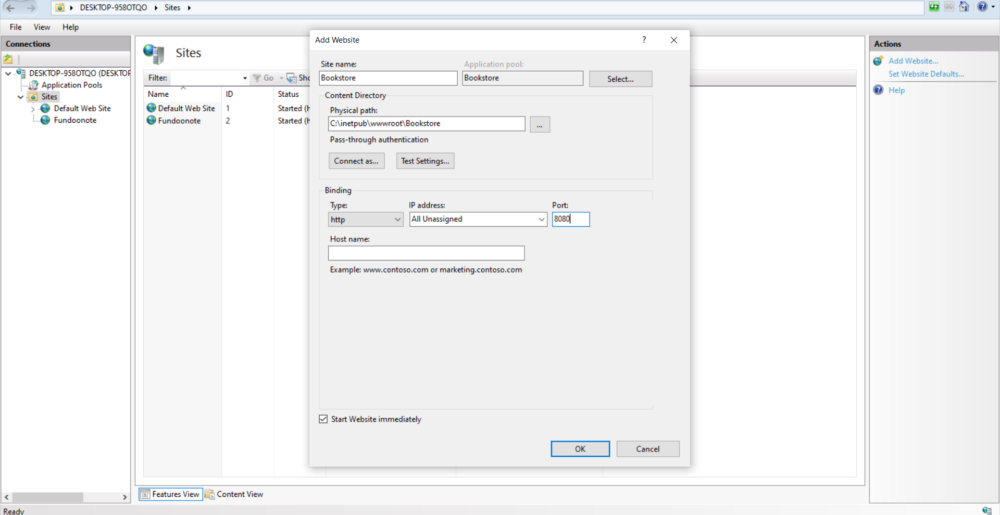 DESKTOP-958OTQO Sites
File View Help
Connections
DESKTOP-958OTQO (DESKTOP
Application Pools
Sites
Default Web Site
Fundoonote
Sites
Filter: Go Sho
Name ID Status
Default Web Site 1 Started (h
Fundoonote 2 Started (h
Add Website ?
Site name: Application pool:
Bookstore Bookstore Select...
Content Directory
Physical path:
C:\inetpub\wwwroot\Bookstore ...
Pass-through authentication
Connect as... Test Settings...
Binding
Type: IP address: Port:
http All Unassigned 8080
Host name:
Example: www.contoso.com or marketing.contoso.com
Start Website immediately
OK Cancel
Actions
Add Website...
Set Website Defaults...
Help
Features View Content View
Ready